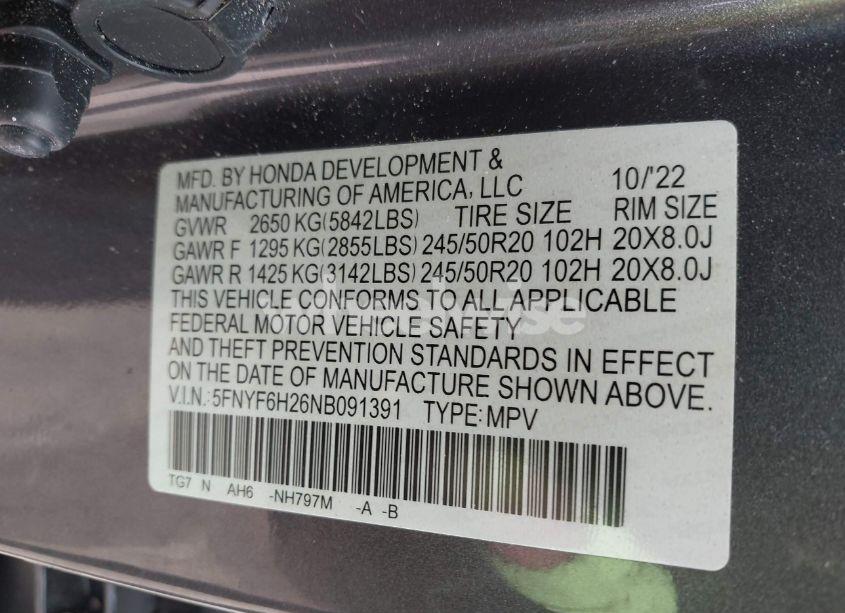 MFD. BY HONDA DEVELOPMENT &
MANUFACTURING OF AMERICA, LLC 10/'22
GVWR 2650 KG(5842LBS) TIRE SIZE RIM SIZE
GAWR F 1295 KG(2855LBS) 245/50R20 102H 20X8.0J
GAWR R 1425 KG(3142LBS) 245/50R20 102H 20X8.0J
THIS VEHICLE CONFORMS TO ALL APPLICABLE
FEDERAL MOTOR VEHICLE SAFETY
AND THEFT PREVENTION STANDARDS IN EFFECT
ON THE DATE OF MANUFACTURE SHOWN ABOVE.
V.I.N.: 5FNYF6H26NB091391 TYPE: MPV
TG7 N AH6 -NH797M -A -B